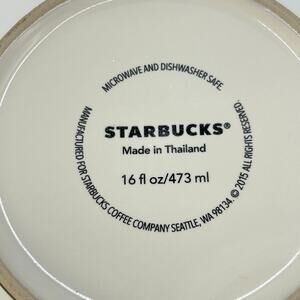 MICROWAVE AND DISHWASHER SAFE.
STARBUCKS®
Made in Thailand
16 fl oz/473 ml
MANUFACTURED FOR STARBUCKS COFFEE COMPANY SEATTLE, WA 98134. © 2015 ALL RIGHTS RESERVED.